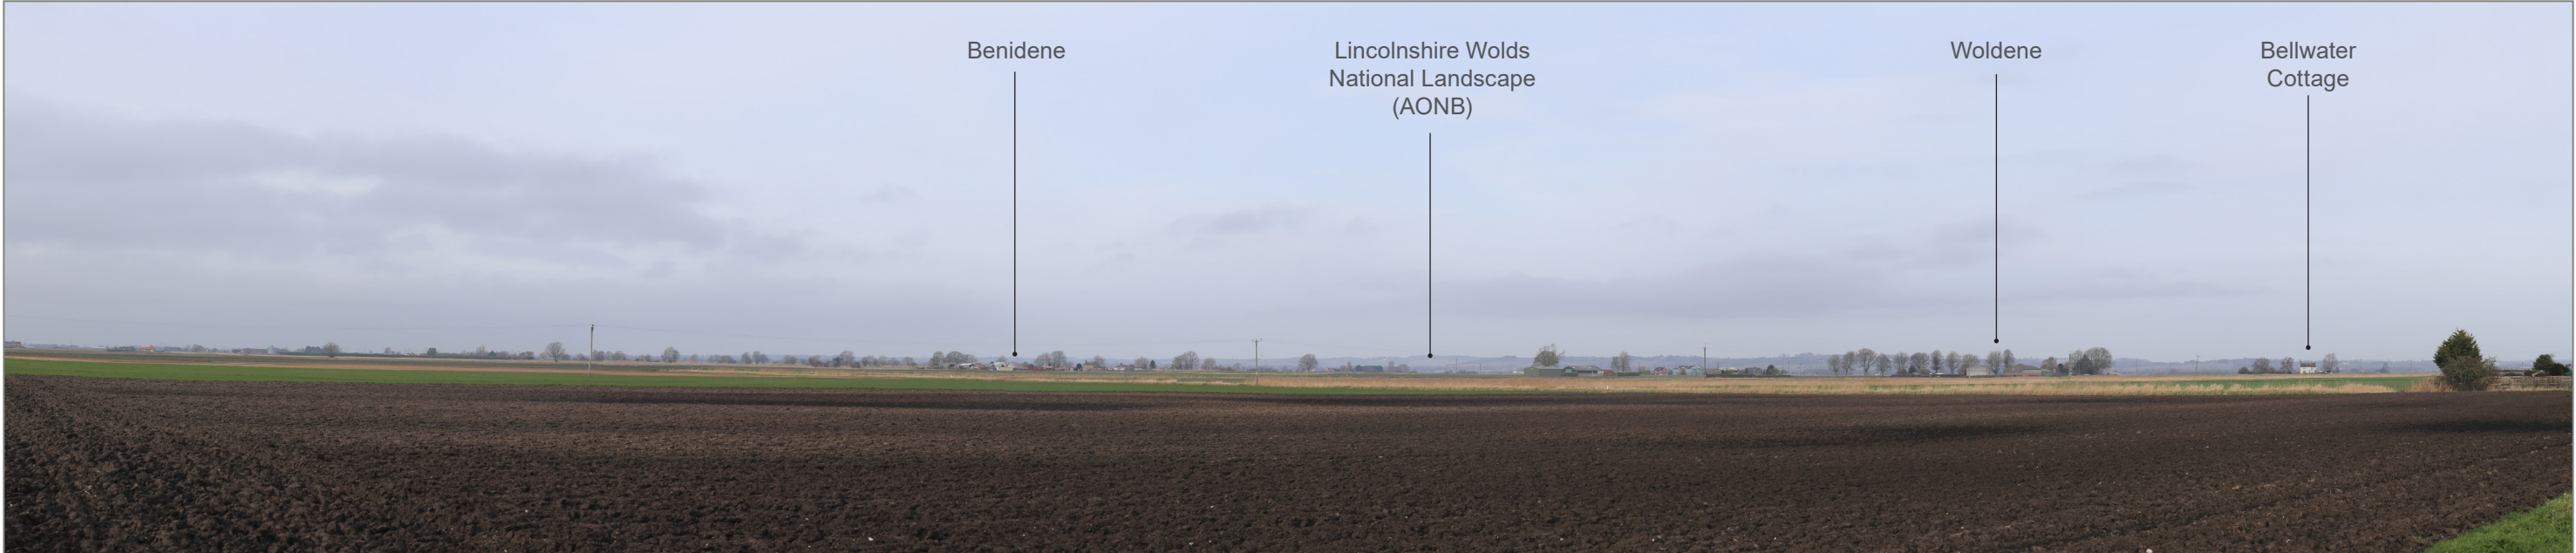 Benidene
Lincolnshire Wolds
National Landscape
(AONB)
Woldene
Bellwater
Cottage